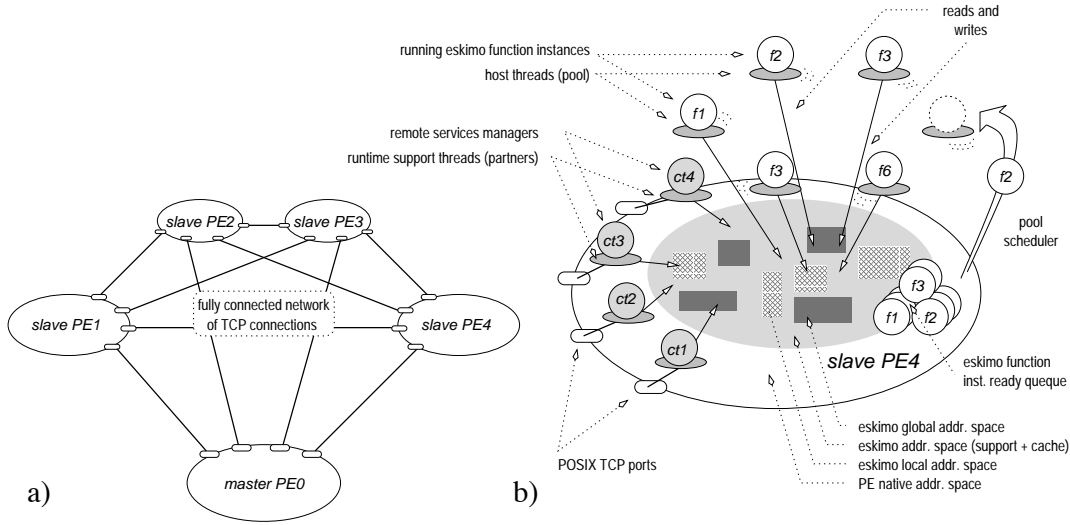 slave PE2
slave PE3
fully connected network
of TCP connections
slave PE1
slave PE4
master PE0
a)
reads and
writes
running eskimo function instances
host threads (pool)
f2
f3
f1
remote services managers
runtime support threads (partners)
ct4
f3
f6
f2
pool
scheduler
ct3
ct2
ct1
f3
f1
f2
slave PE4
eskimo function
inst. ready queque
eskimo global addr. space
eskimo addr. space (support + cache)
eskimo local addr. space
PE native addr. space
POSIX TCP ports
b)